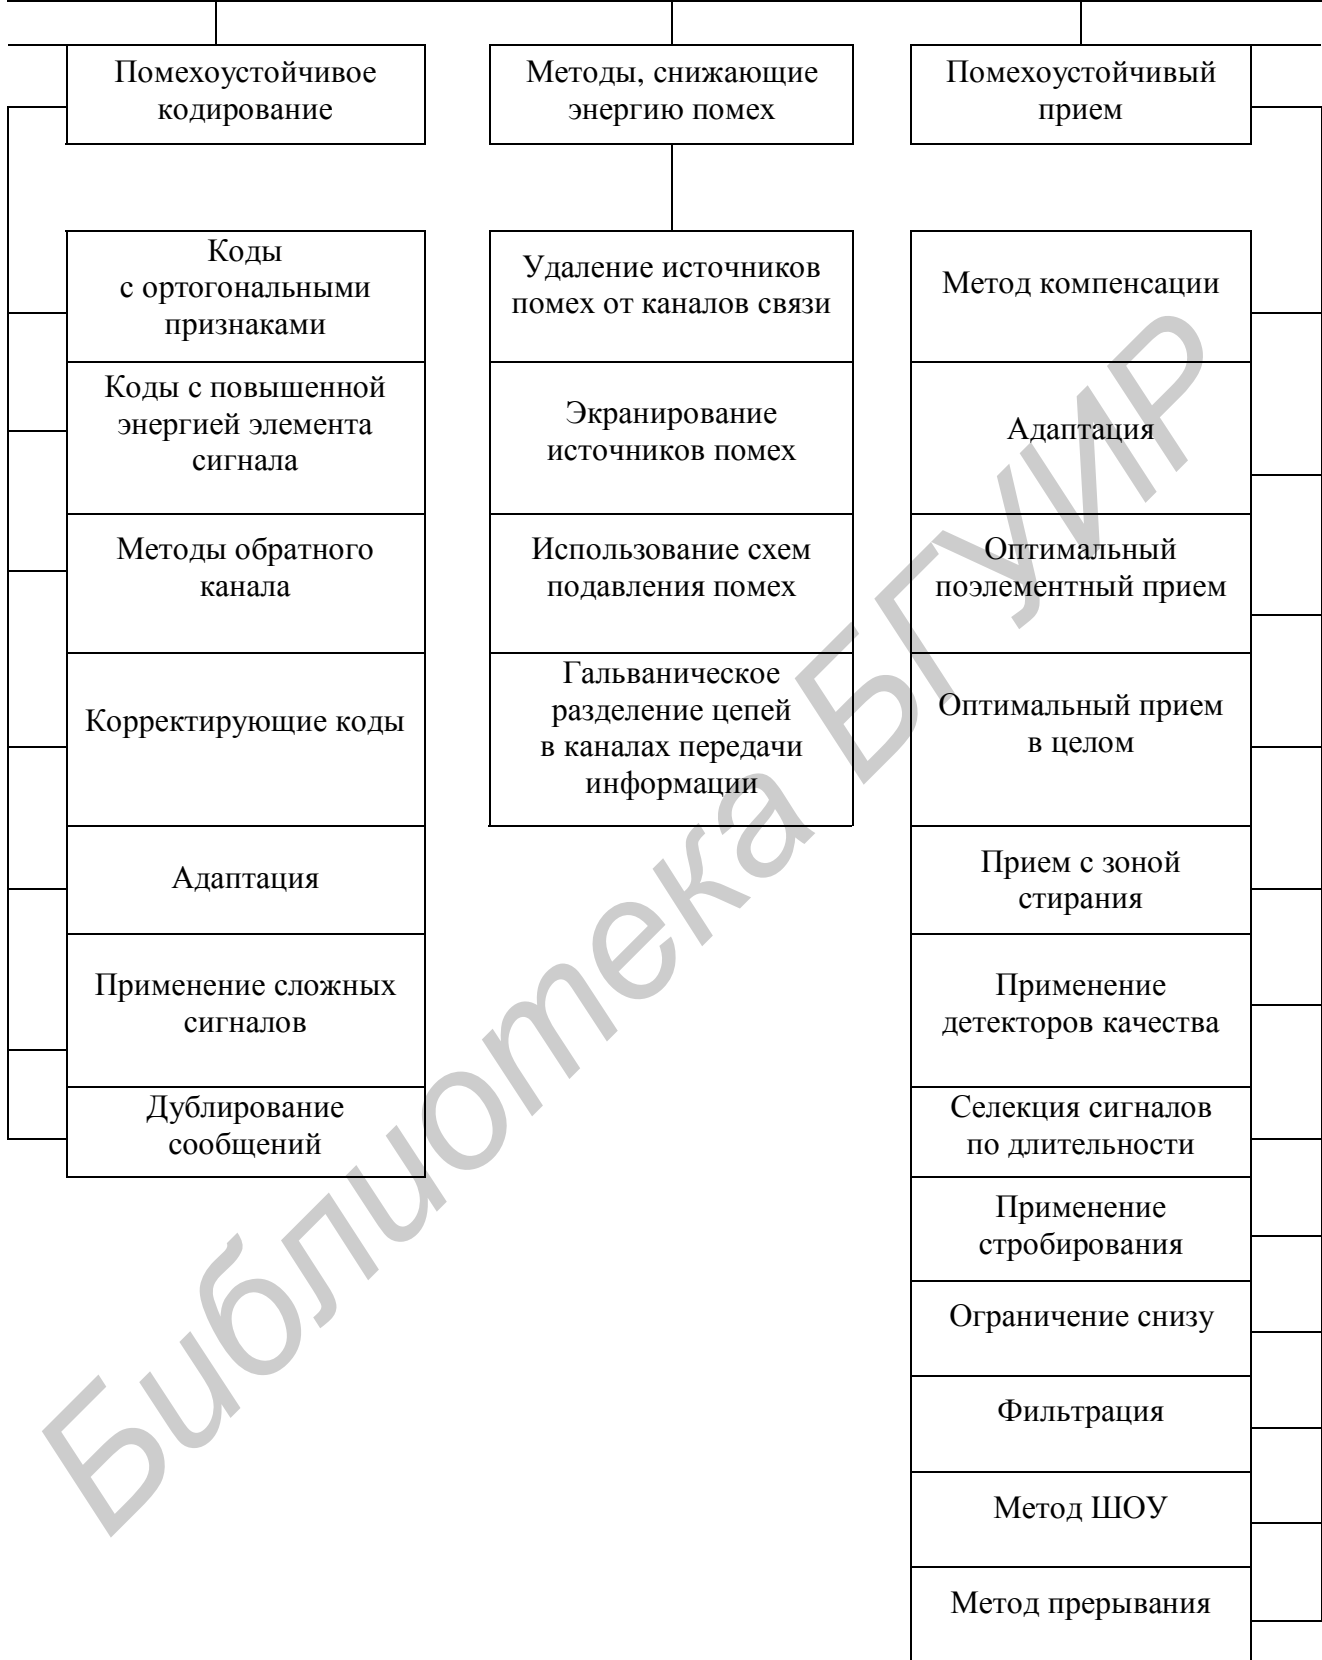 Помехоустойчивое
кодирование
Методы, снижающие
энергию помех
Помехоустойчивый
прием
Коды
с ортогональными
признаками
Коды с повышенной
энергией элемента
сигнала
Методы обратного
канала
Корректирующие коды
Адаптация
Применение сложных
сигналов
Дублирование
сообщений
Удаление источников
помех от каналов связи
Экранирование
источников помех
Использование схем
подавления помех
Гальваническое
разделение цепей
в каналах передачи
информации
Метод компенсации
Адаптация
Оптимальный
поэлементный прием
Оптимальный прием
в целом
Прием с зоной
стирания
Применение
детекторов качества
Селекция сигналов
по длительности
Применение
стробирования
Ограничение снизу
Фильтрация
Метод ШОУ
Метод прерывания
Библиотека БГУИР